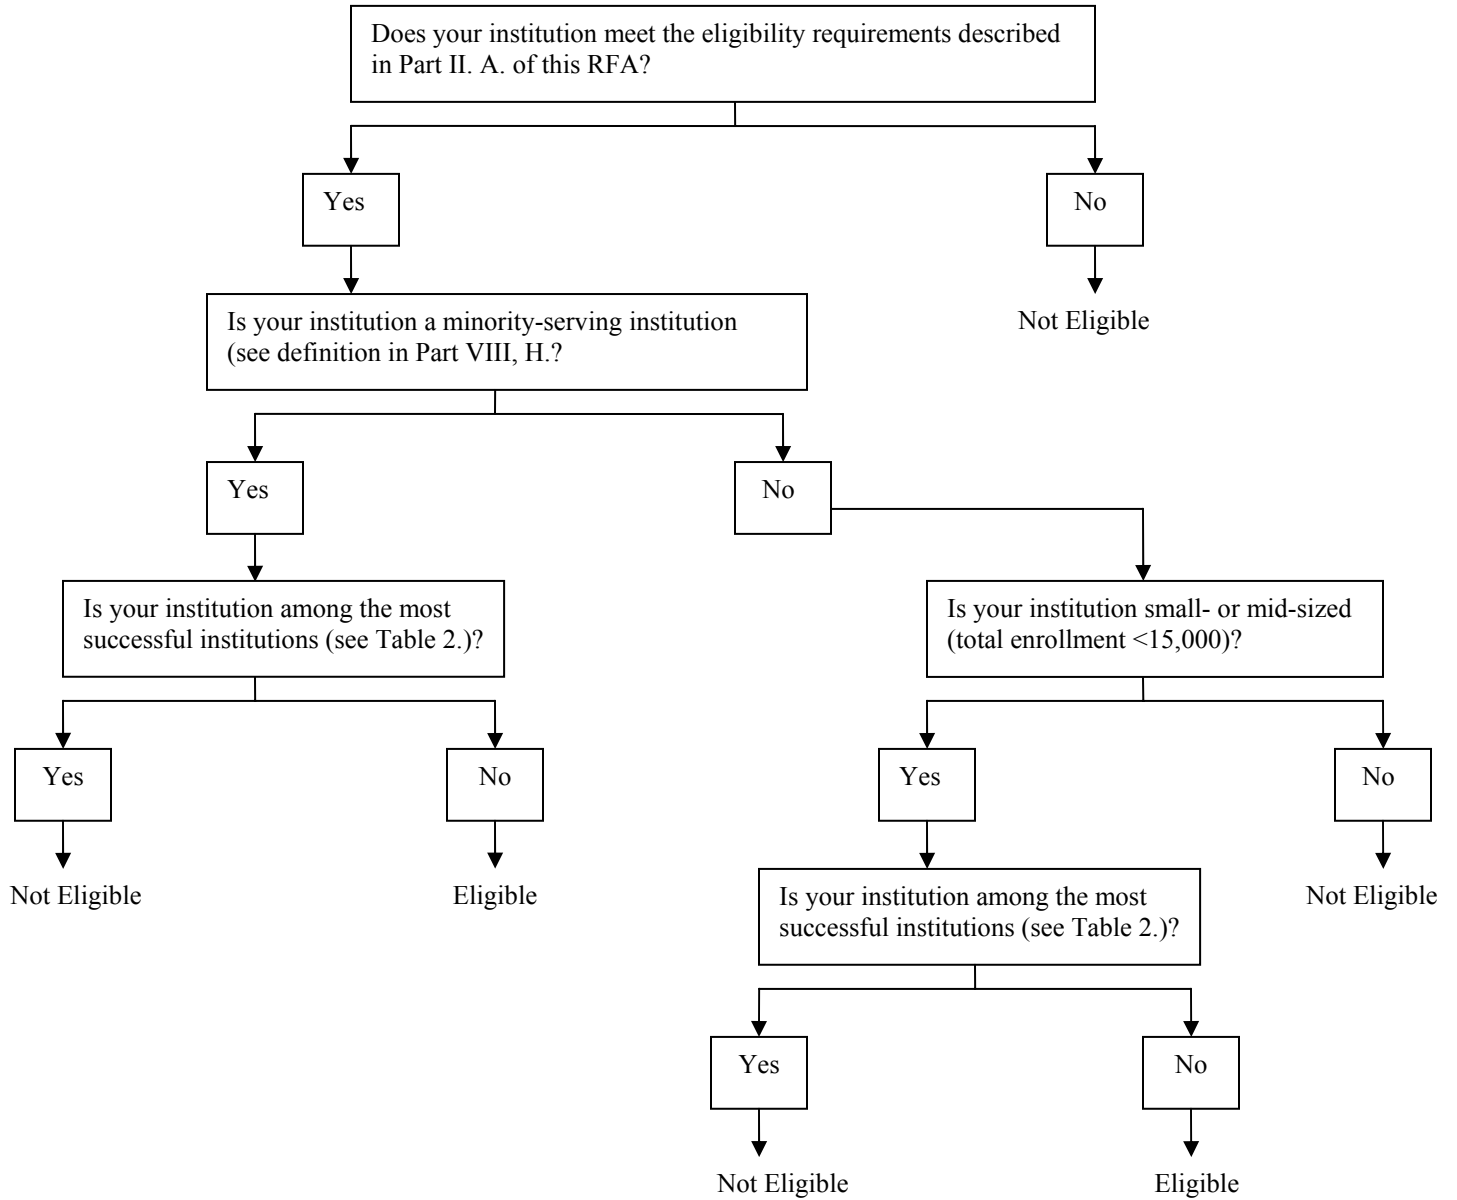 Does your institution meet the eligibility requirements described
in Part II. A. of this RFA?
Yes
No
Is your institution a minority-serving institution
(see definition in Part VIII, H.?
Not Eligible
Yes
No
Is your institution among the most
successful institutions (see Table 2.)?
Is your institution small- or mid-sized
(total enrollment <15,000)?
Yes
No
Yes
No
Not Eligible
Eligible
Not Eligible
Is your institution among the most
successful institutions (see Table 2.)?
Yes
No
Not Eligible
Eligible